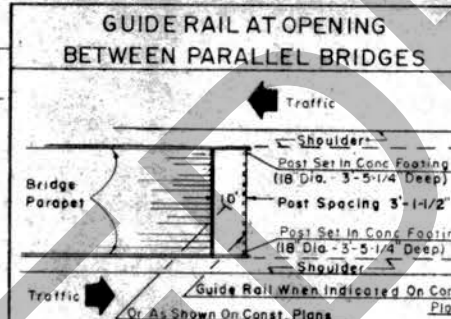 GUIDE RAIL AT OPENING
BETWEEN PARALLEL BRIDGES
Traffic
Shoulder
Post Set In Conc Footing
(18 Dia. - 3'-5-1/4" Deep)
Bridge
Parapet
10'
Post Spacing 3'-1-1/2"
Post Set In Conc Footing
(18 Dia. - 3'-5-1/4" Deep)
Shoulder
Traffic
Guide Rail When Indicated On Con
Pla
Or As Shown On Const. Plans